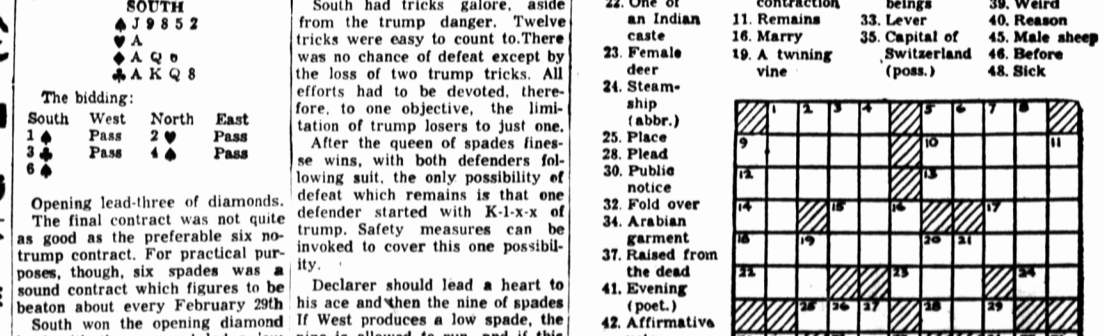 SOUTH
♠ J 9 8 5 2
♥ A
♦ A Q 6
♣ A K Q 8
The bidding:
South West North East
1 ♠ Pass 2 ♥ Pass
3 ♣ Pass 4 ♠ Pass
6 ♠
Opening lead-three of diamonds.
The final contract was not quite
as good as the preferable six no-
trump contract. For practical pur-
poses, though, six spades was a
sound contract which figures to be
beaton about every February 29th
South won the opening diamond
South had tricks galore, aside
from the trump danger. Twelve
tricks were easy to count to.There
was no chance of defeat except by
the loss of two trump tricks. All
efforts had to be devoted, there-
fore, to one objective, the limi-
tation of trump losers to just one.
After the queen of spades fines-
se wins, with both defenders fol-
lowing suit, the only possibility of
defeat which remains is that one
defender started with K-1-x-x of
trump. Safety measures can be
invoked to cover this one possibil-
ity.
Declarer should lead a heart to
his ace and then the nine of spades
If West produces a low spade, the
22. One of
an Indian
caste
23. Female
deer
24. Steam-
ship
(abbr.)
25. Place
28. Plead
30. Public
notice
32. Fold over
34. Arabian
garment
37. Raised from
the dead
41. Evening
(poet.)
42. Affirmative
contraction
11. Remains
16. Marry
19. A twining
vine
beings
33. Lever
35. Capital of
Switzerland
(poss.)
39. Weird
40. Reason
45. Male sheep
46. Before
48. Sick
1 2 3 4 5 6 7 8
9 10 11
12 13
14 15 16 17
18 19 20 21
22 23 24
25 26 27 28 29